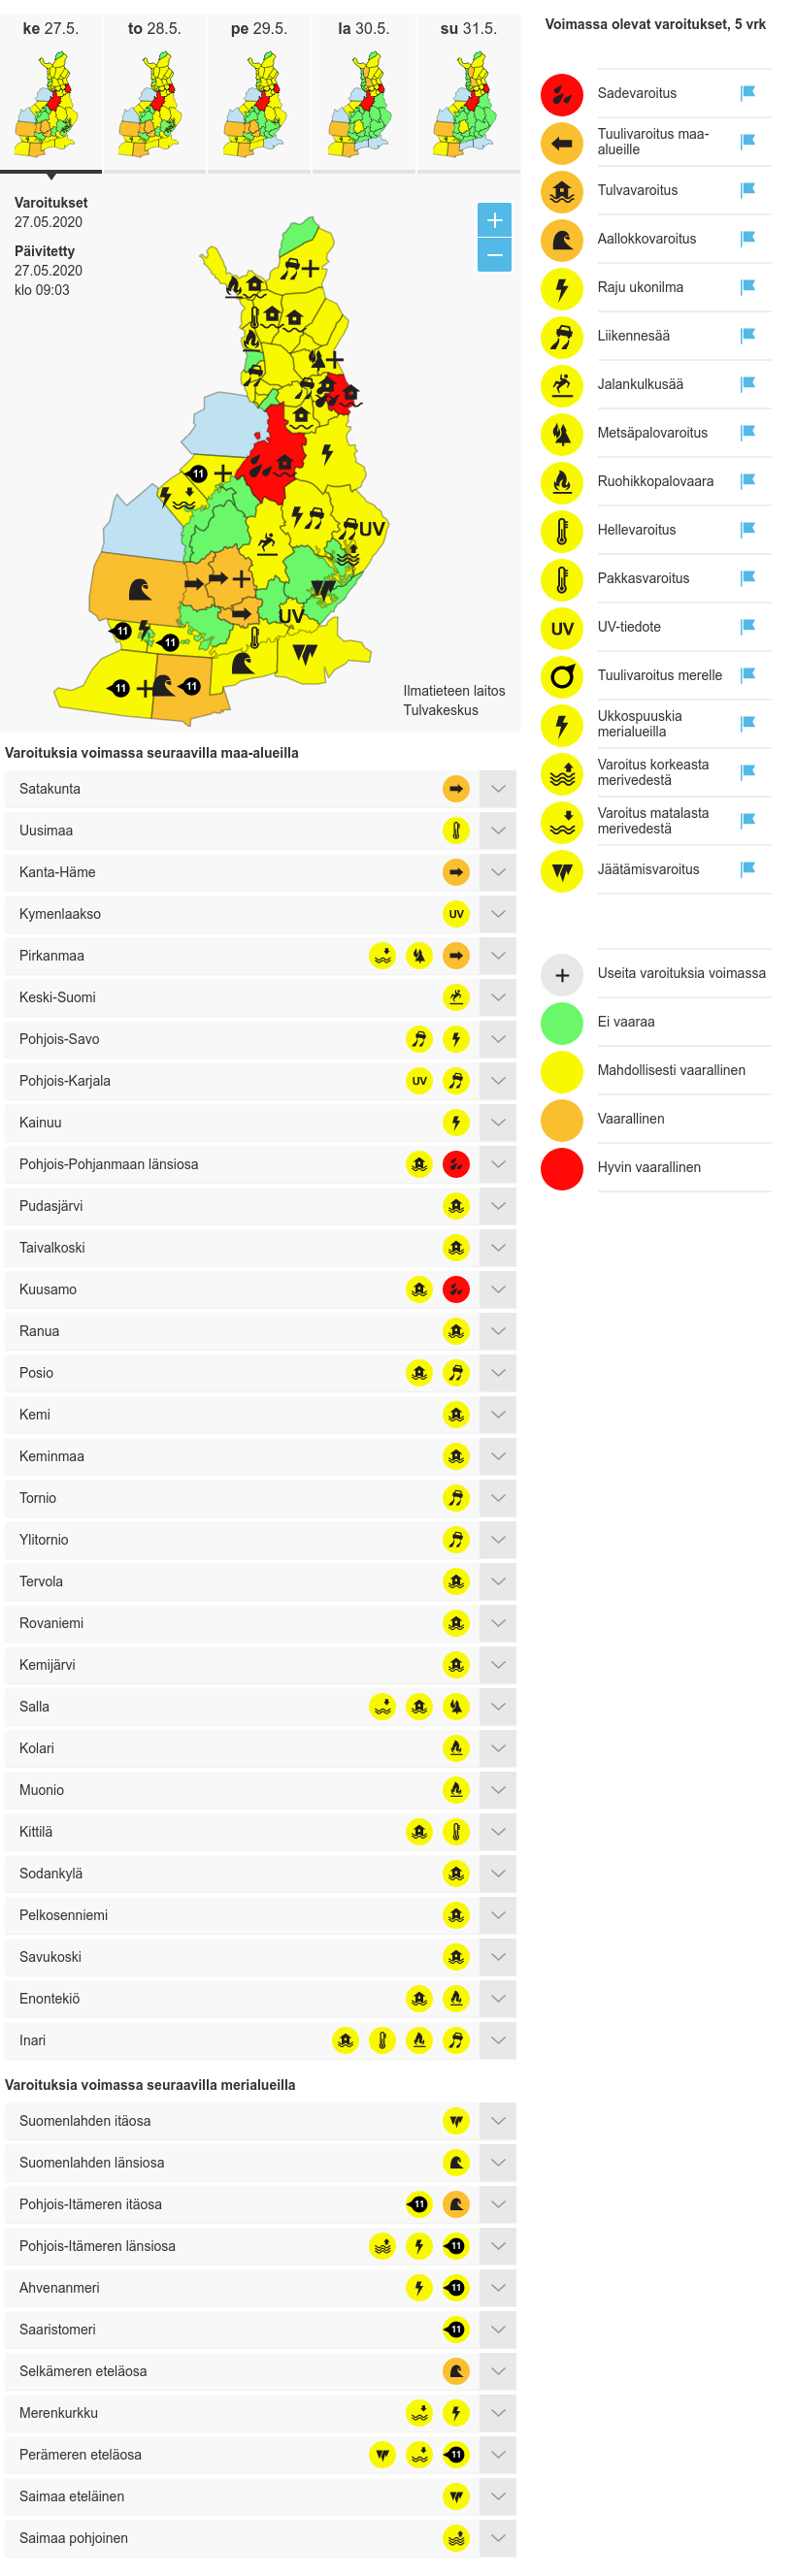 ke 27.5.
to 28.5.
pe 29.5.
la 30.5.
su 31.5.
Varoitukset
27.05.2020
Päivitetty
27.05.2020
klo 09:03
+
−
11
UV
UV
11
11
11
11
Ilmatieteen laitos
Tulvakeskus
Varoituksia voimassa seuraavilla maa-alueilla
Satakunta
Uusimaa
Kanta-Häme
Kymenlaakso UV
Pirkanmaa
Keski-Suomi
Pohjois-Savo
Pohjois-Karjala UV
Kainuu
Pohjois-Pohjanmaan länsiosa
Pudasjärvi
Taivalkoski
Kuusamo
Ranua
Posio
Kemi
Keminmaa
Tornio
Ylitornio
Tervola
Rovaniemi
Kemijärvi
Salla
Kolari
Muonio
Kittilä
Sodankylä
Pelkosenniemi
Savukoski
Enontekiö
Inari
Varoituksia voimassa seuraavilla merialueilla
Suomenlahden itäosa
Suomenlahden länsiosa
Pohjois-Itämeren itäosa 11
Pohjois-Itämeren länsiosa 11
Ahvenanmeri 11
Saaristomeri 11
Selkämeren eteläosa
Merenkurkku
Perämeren eteläosa 11
Saimaa eteläinen
Saimaa pohjoinen
Voimassa olevat varoitukset, 5 vrk
Sadevaroitus
Tuulivaroitus maa-
alueille
Tulvavaroitus
Aallokkovaroitus
Raju ukonilma
Liikennesää
Jalankulkusää
Metsäpalovaroitus
Ruohikkopalovaara
Hellevaroitus
Pakkasvaroitus
UV UV-tiedote
Tuulivaroitus merelle
Ukkospuuskia
merialueilla
Varoitus korkeasta
merivedestä
Varoitus matalasta
merivedestä
Jäätämisvaroitus
+ Useita varoituksia voimassa
Ei vaaraa
Mahdollisesti vaarallinen
Vaarallinen
Hyvin vaarallinen